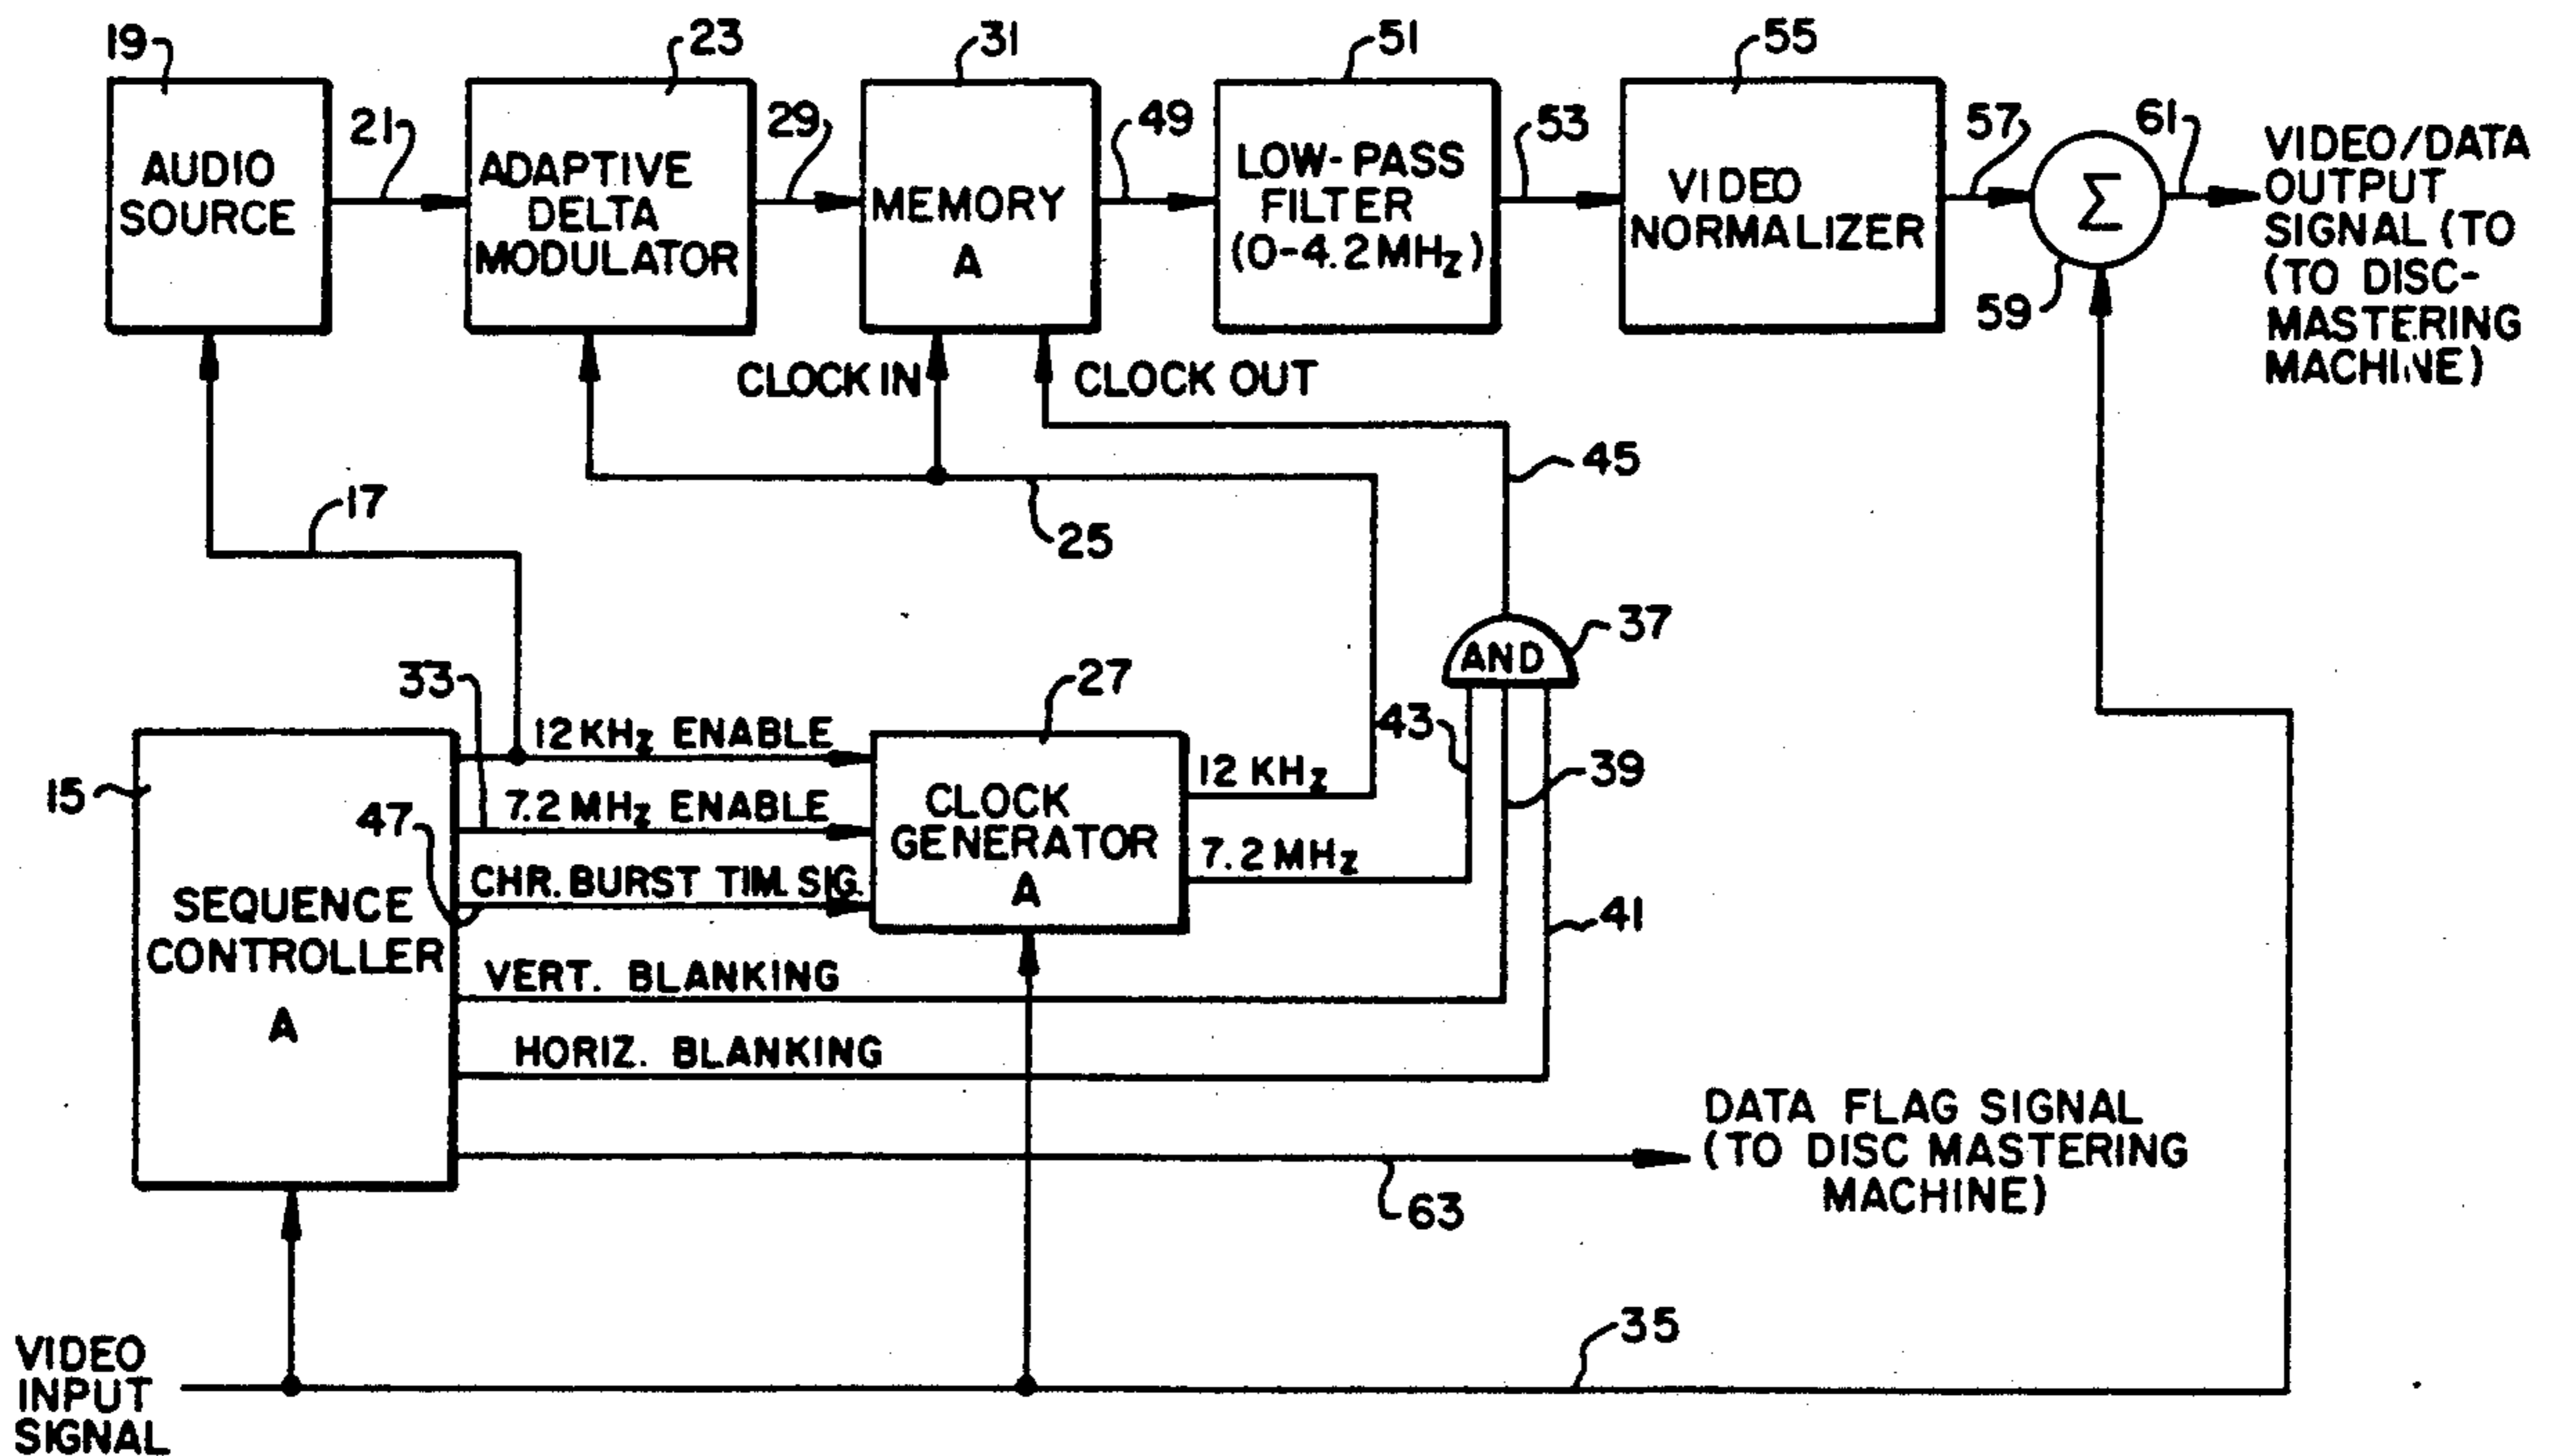 19
23
31
51
55
21
29
49
53
57
61
AUDIO
SOURCE
ADAPTIVE
DELTA
MODULATOR
MEMORY
A
LOW-PASS
FILTER
(0-4.2MHz)
VIDEO
NORMALIZER
Σ
59
VIDEO/DATA
OUTPUT
SIGNAL (TO
(TO DISC-
MASTERING
MACHINE)
CLOCK IN
CLOCK OUT
17
25
45
37
AND
33
27
43
39
41
15
47
12 KHz ENABLE
7.2 MHz ENABLE
CHR. BURST TIM. SIG.
VERT. BLANKING
HORIZ. BLANKING
SEQUENCE
CONTROLLER
A
CLOCK
GENERATOR
A
12 KHz
7.2 MHz
DATA FLAG SIGNAL
(TO DISC MASTERING
MACHINE)
63
35
VIDEO
INPUT
SIGNAL